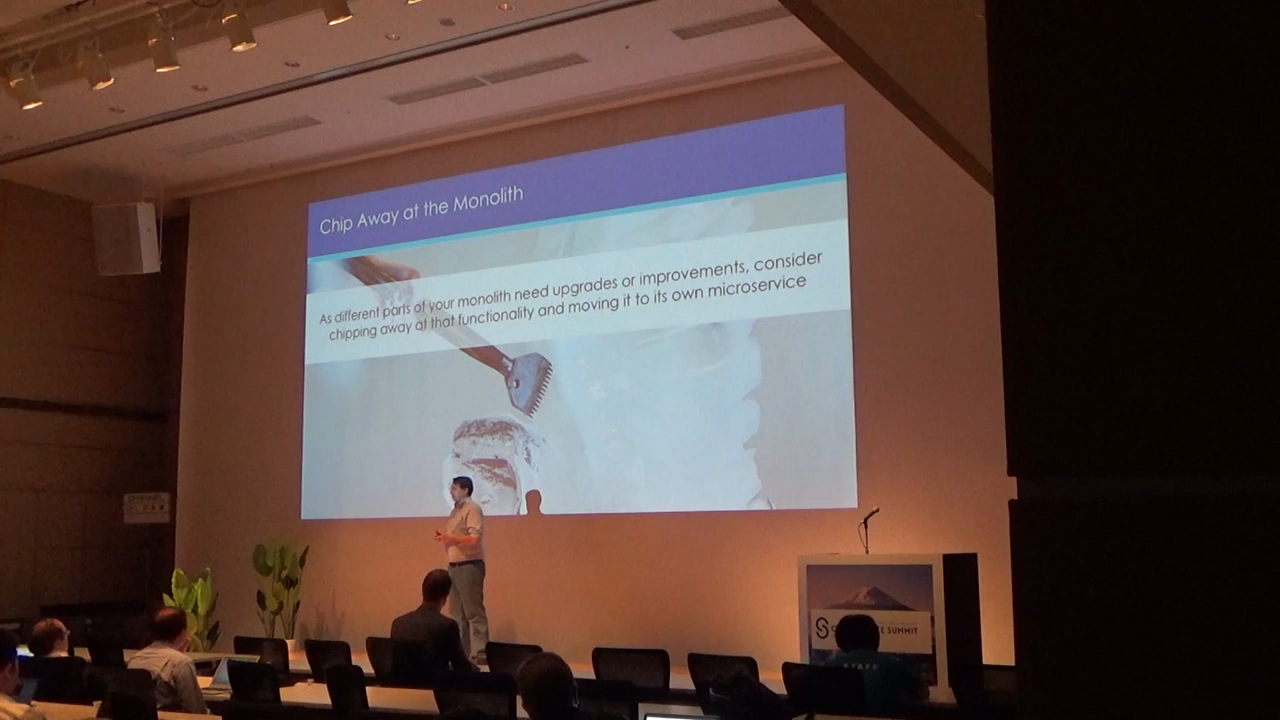 Chip Away at the Monolith
As different parts of your monolith need upgrades or improvements, consider
chipping away at that functionality and moving it to its own microservice
SUMMIT